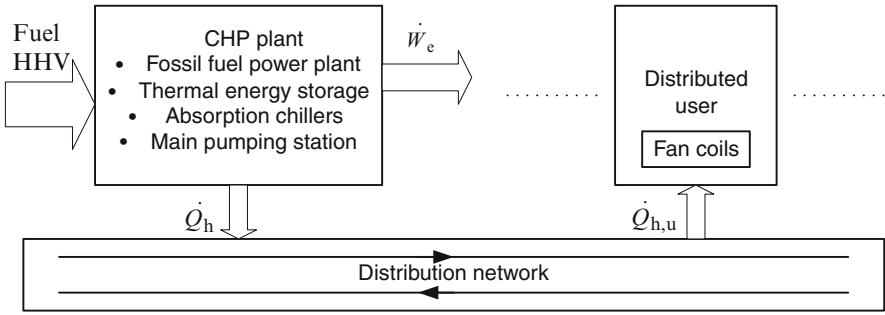 Fuel
HHV
CHP plant
• Fossil fuel power plant
• Thermal energy storage
• Absorption chillers
• Main pumping station
Ẇe
Distributed
user
Fan coils
Q̇h
Q̇h,u
Distribution network